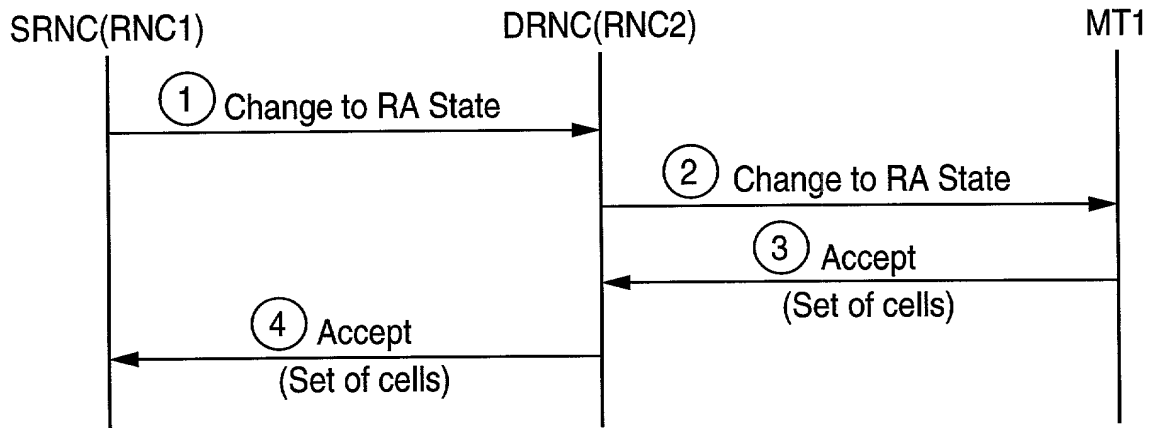 SRNC(RNC1)
DRNC(RNC2)
MT1
1 Change to RA State
2 Change to RA State
3 Accept
(Set of cells)
4 Accept
(Set of cells)